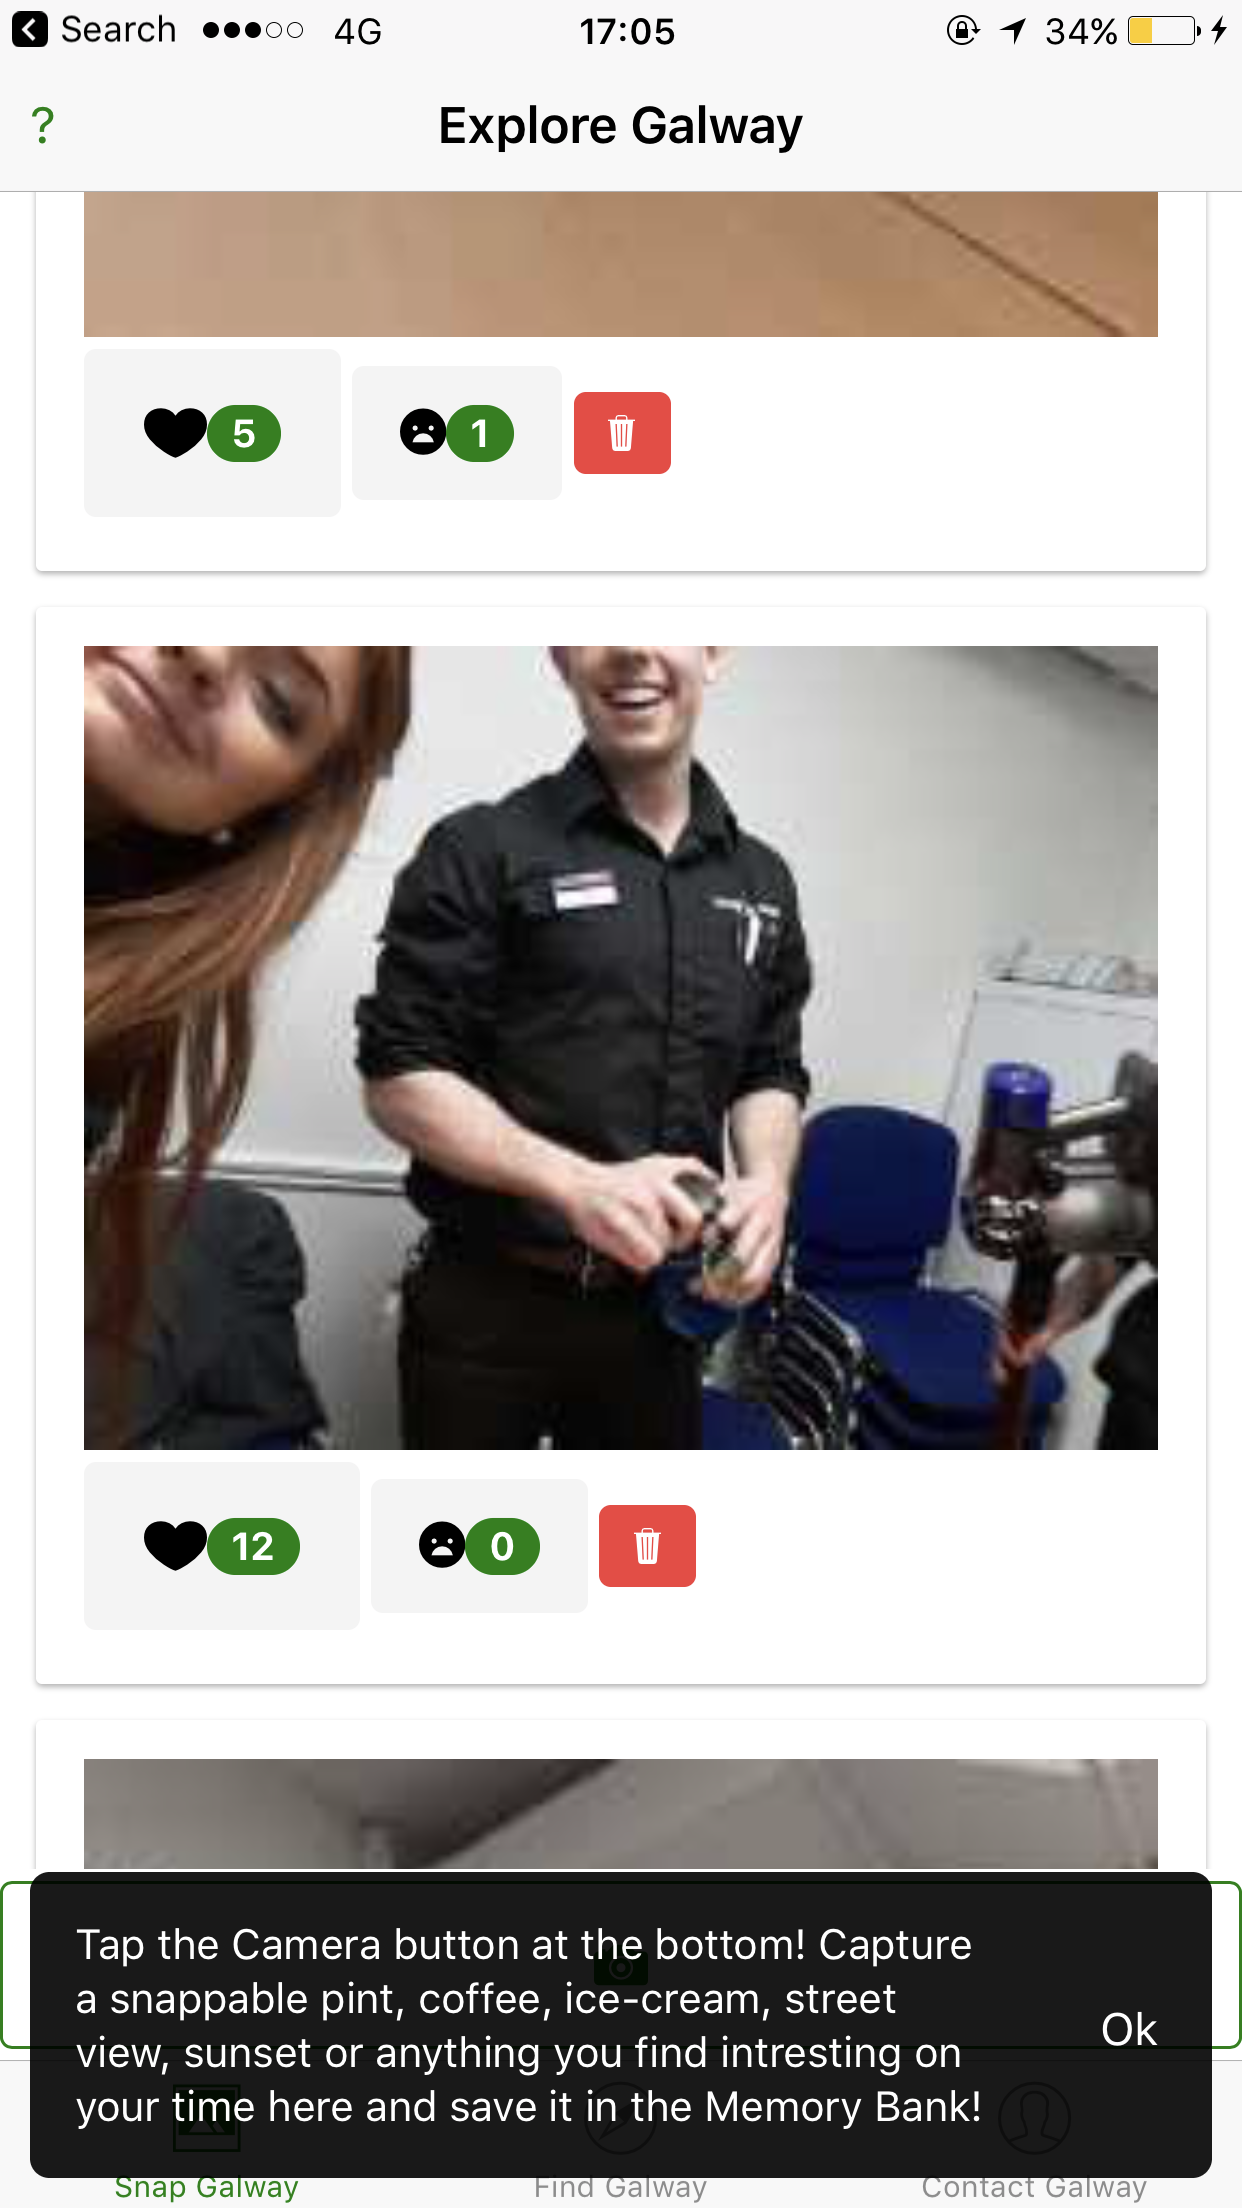 Search 4G 17:05 34%
? Explore Galway
5 1
12 0
Tap the Camera button at the bottom! Capture
a snappable pint, coffee, ice-cream, street
view, sunset or anything you find intresting on
your time here and save it in the Memory Bank!
Ok
Snap Galway Find Galway Contact Galway